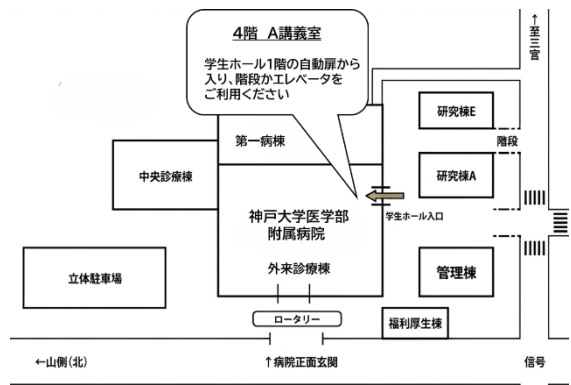 4階 A講義室
学生ホール1階の自動扉から
入り、階段かエレベータを
ご利用ください
↑至三宮
第一病棟
研究棟E
階段
中央診療棟
研究棟A
学生ホール入口
神戸大学医学部
附属病院
外来診療棟
立体駐車場
管理棟
ロータリー
福利厚生棟
←山側(北)
↑病院正面玄関
信号